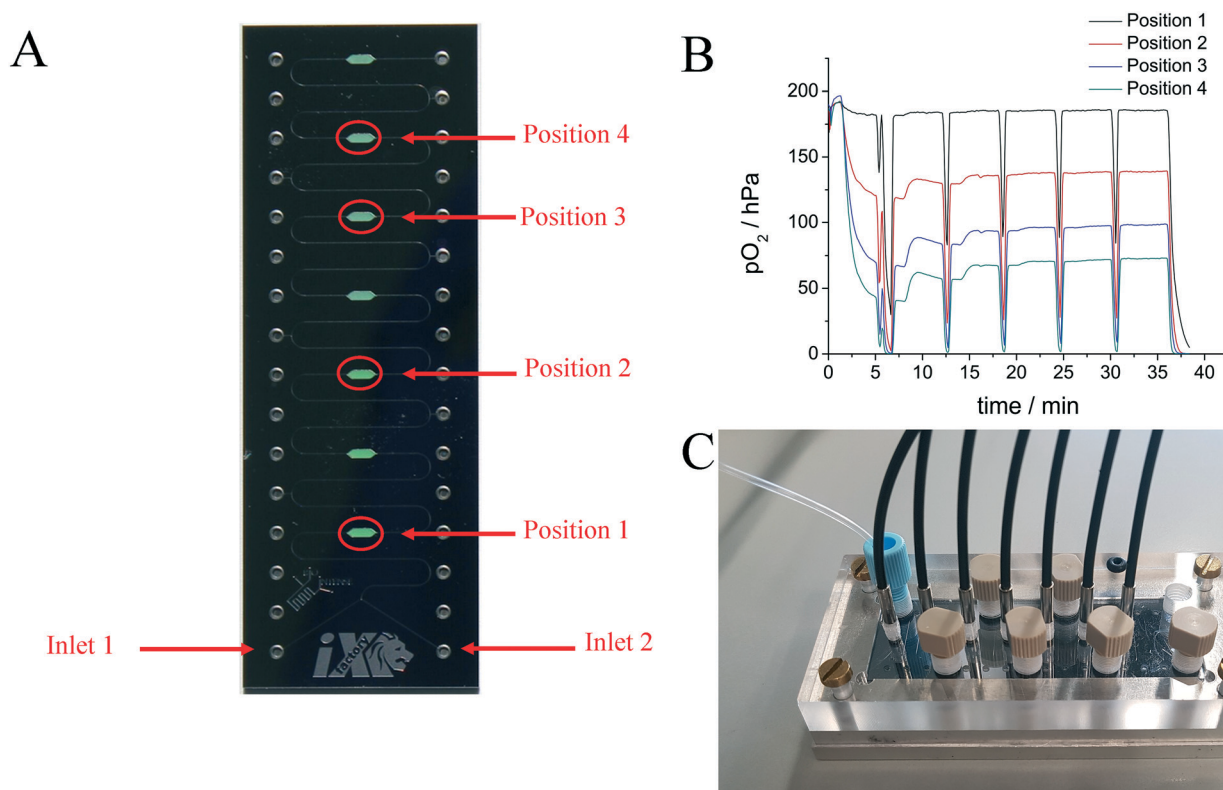 A
Position 4
Position 3
Position 2
Position 1
Inlet 1
Inlet 2
iX
factory
B
Position 1
Position 2
Position 3
Position 4
pO2 / hPa
200
150
100
50
0
0 5 10 15 20 25 30 35 40
time / min
C